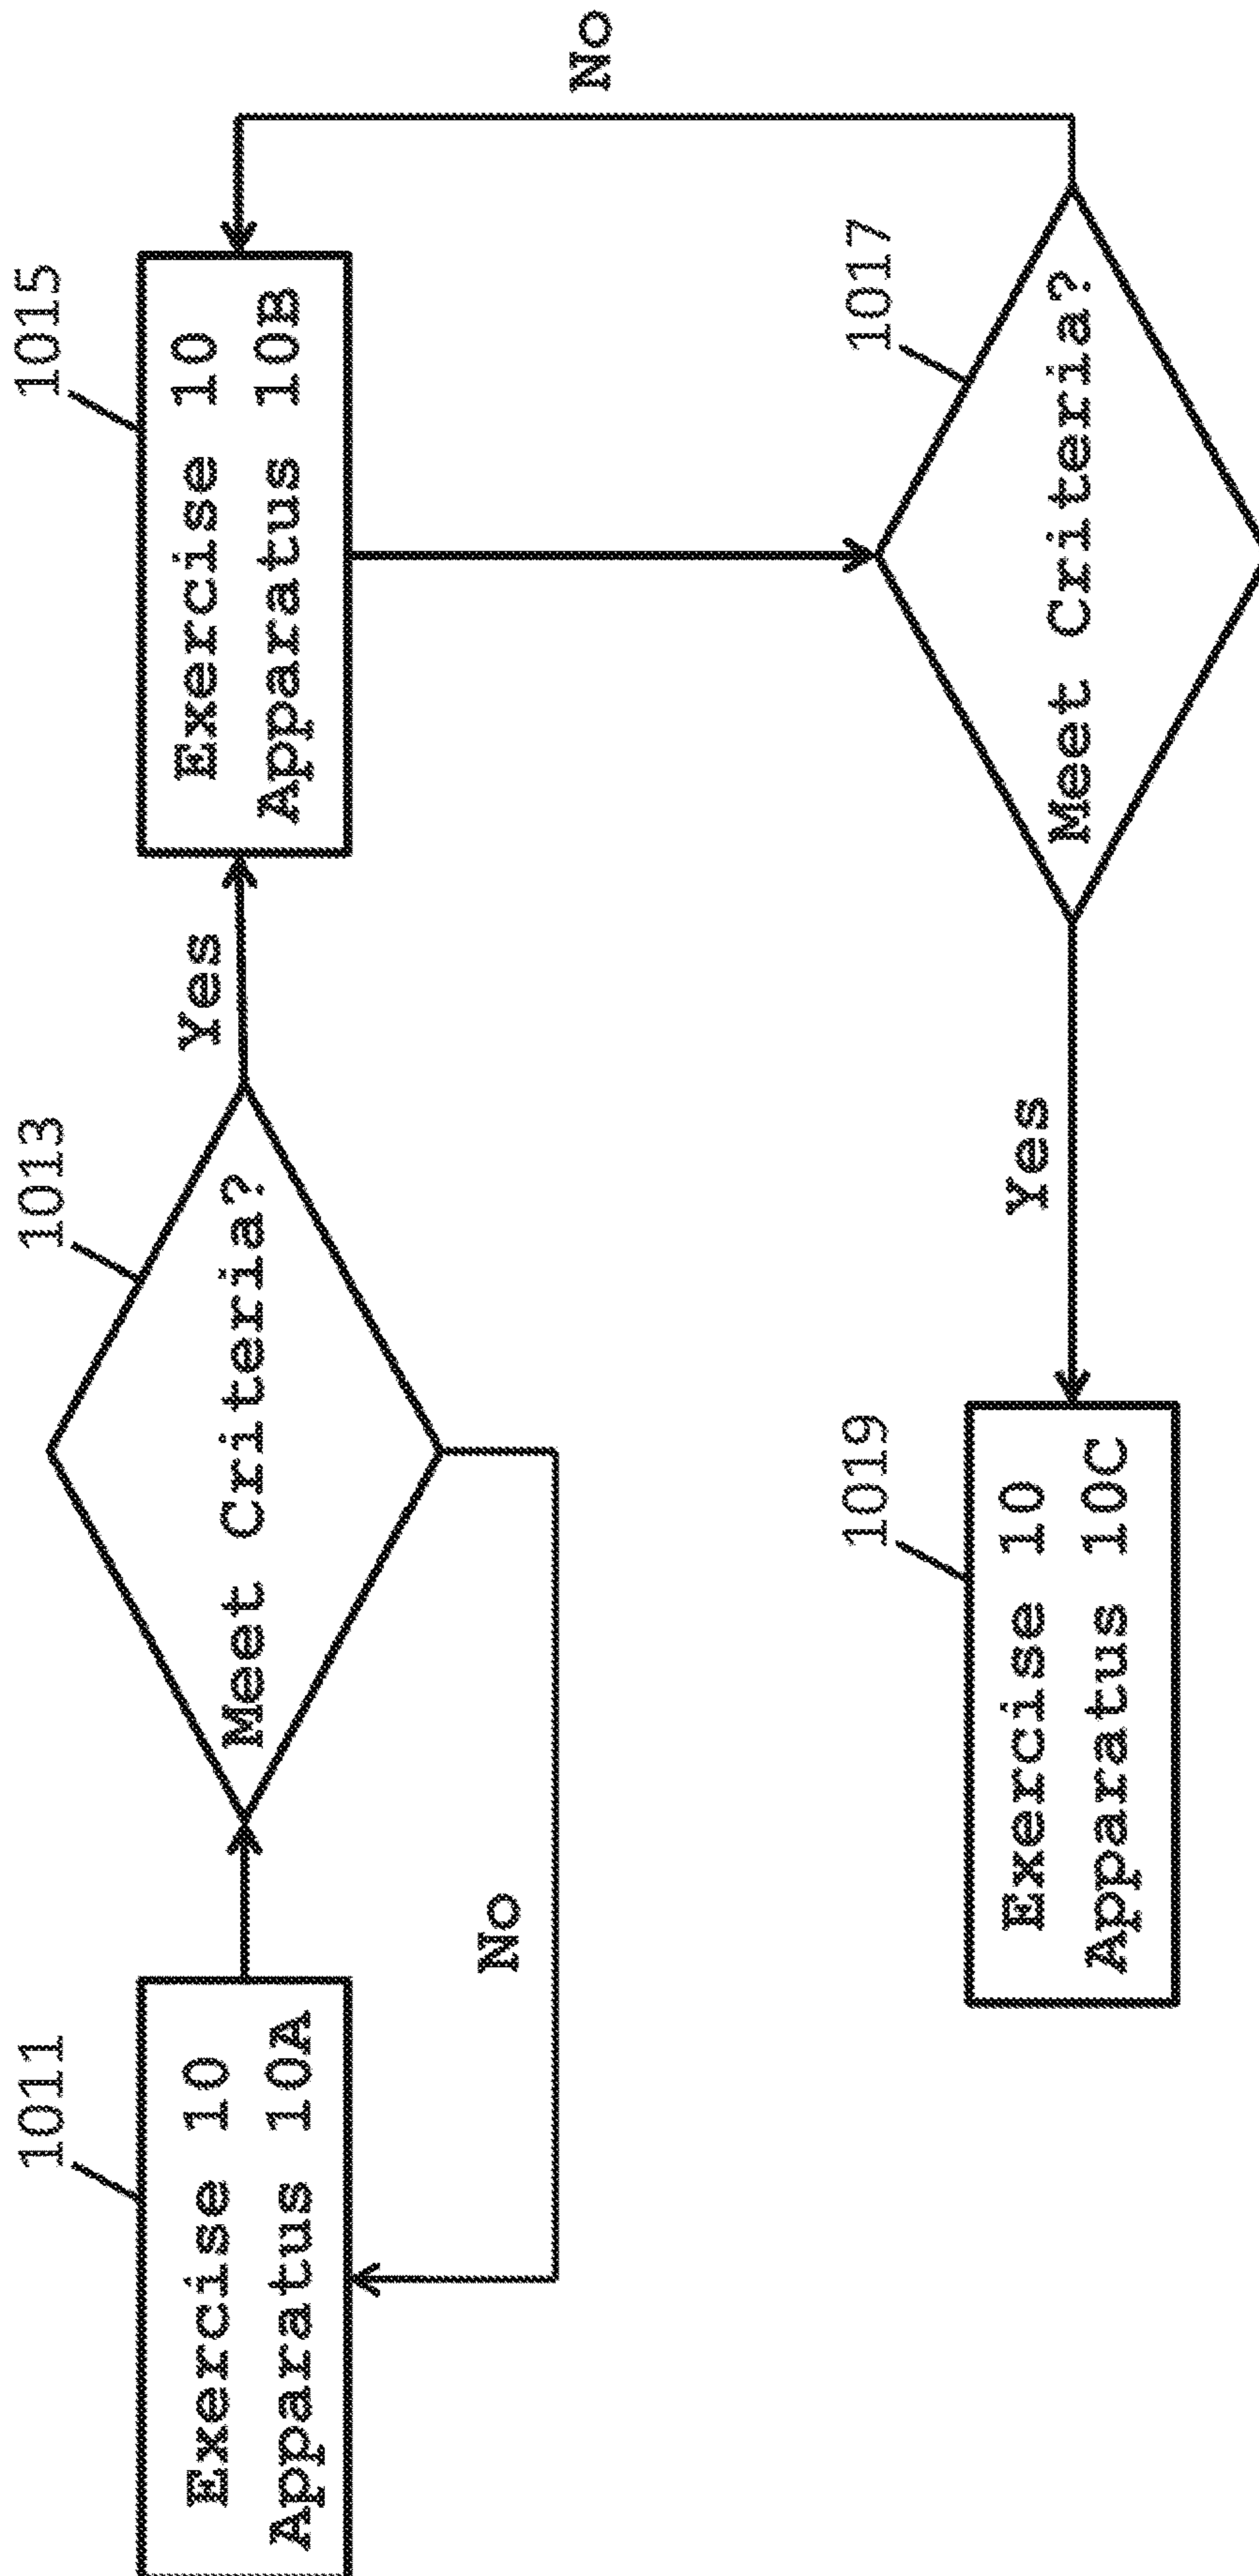 1011
Exercise 10
Apparatus 10A
1013
Meet Criteria?
Yes
No
1015
Exercise 10
Apparatus 10B
1017
Meet Criteria?
No
Yes
1019
Exercise 10
Apparatus 10C